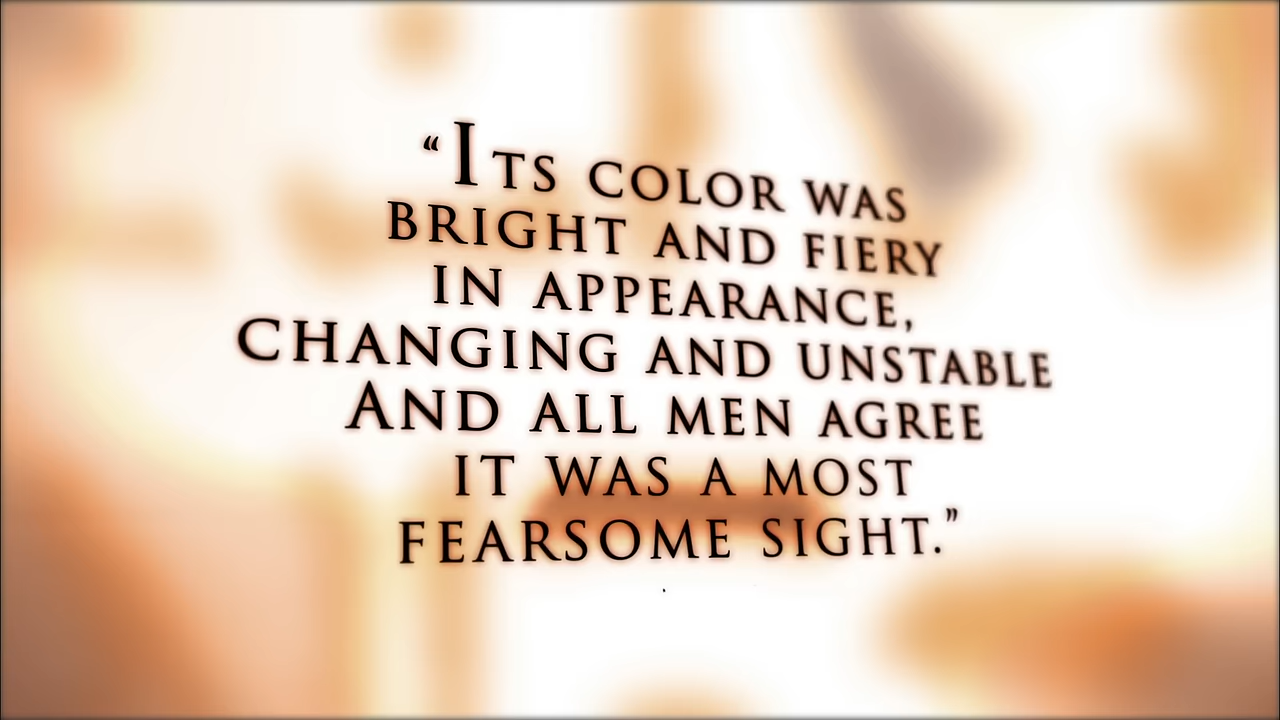 “Its color was
bright and fiery
in appearance,
changing and unstable
And all men agree
it was a most
fearsome sight.”